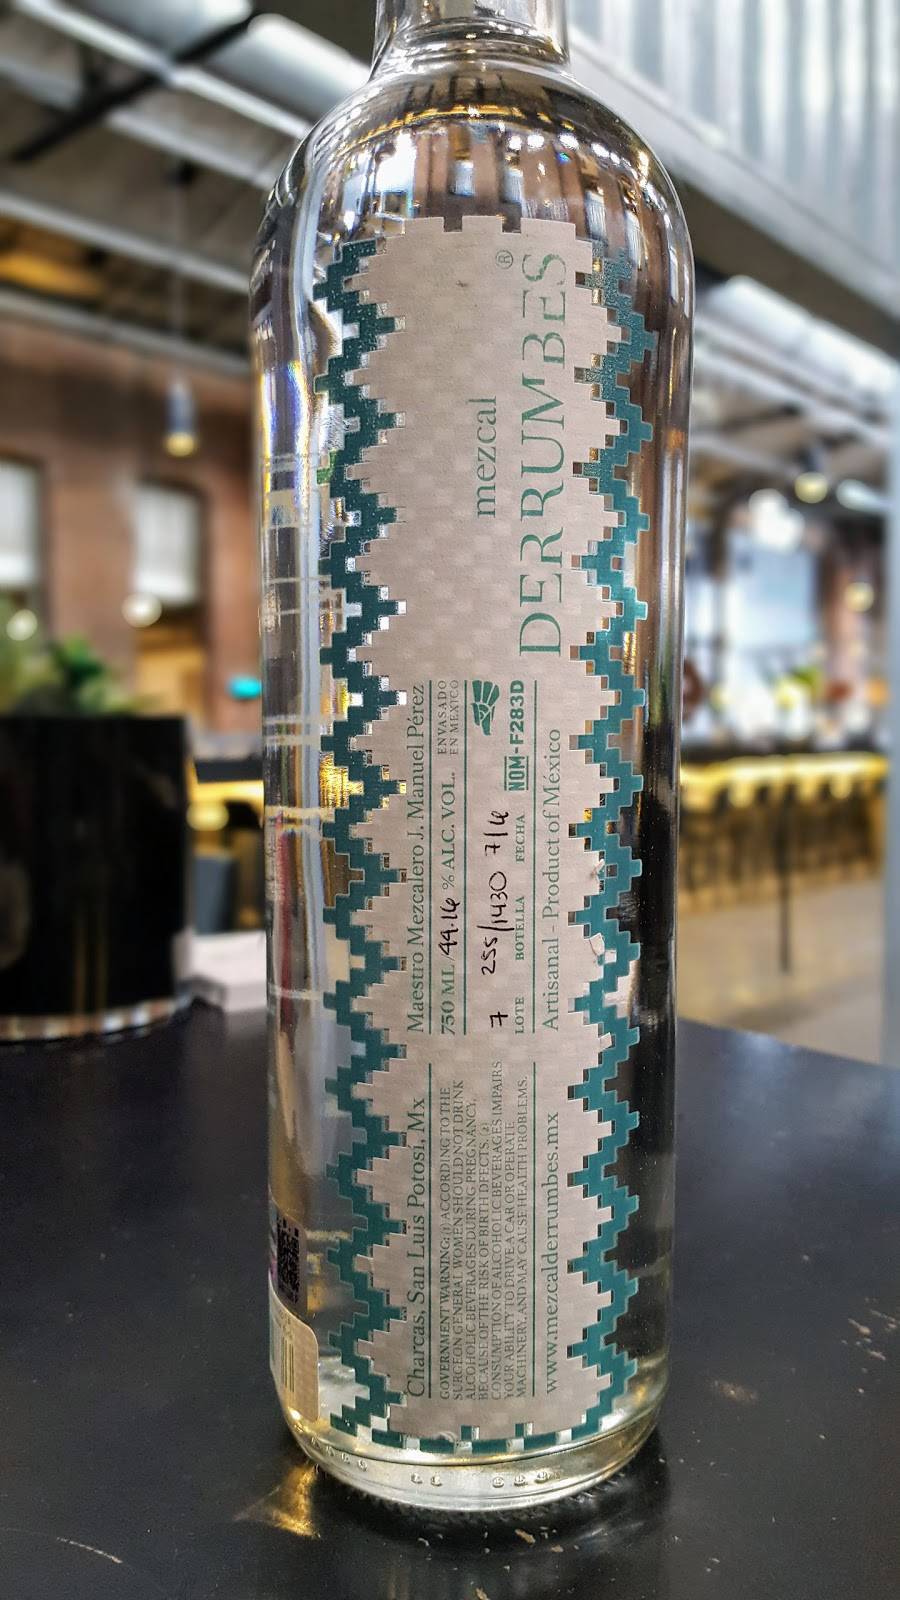 mezcal
DERRUMBES®
Maestro Mezcalero J. Manuel Pérez
750 ML 44.16 % ALC. VOL. ENVASADO
EN MÉXICO
7 255/1430 7/16
LOTE BOTELLA FECHA NOM-F283D
Artisanal - Product of México
Charcas, San Luis Potosí, Mx
GOVERNMENT WARNING: (1) ACCORDING TO THE
SURGEON GENERAL WOMEN SHOULD NOT DRINK
ALCOHOLIC BEVERAGES DURING PREGNANCY,
BECAUSE OF THE RISK OF BIRTH DFECTS. (2)
CONSUMPTION OF ALCOHOLIC BEVERAGES IMPAIRS
YOUR ABILITY TO DRIVE A CAR OR OPERATE
MACHINERY, AND MAY CAUSE HEALTH PROBLEMS.
www.mezcalderrumbes.mx